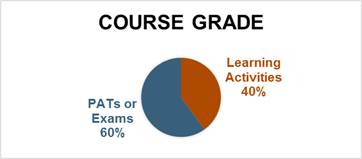 COURSE GRADE
Learning
Activities
40%
PATs or
Exams
60%